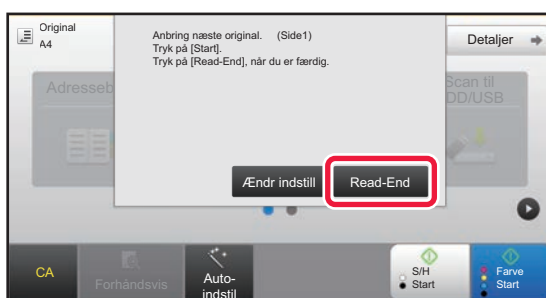 Original
A4
Anbring næste original. (Side1)
Tryk på [Start].
Tryk på [Read-End], når du er færdig.
Detaljer
Adresseb
Scan til
DD/USB
Ændr indstill
Read-End
CA
Forhåndsvis
Auto-
indstil
S/H
Start
Farve
Start